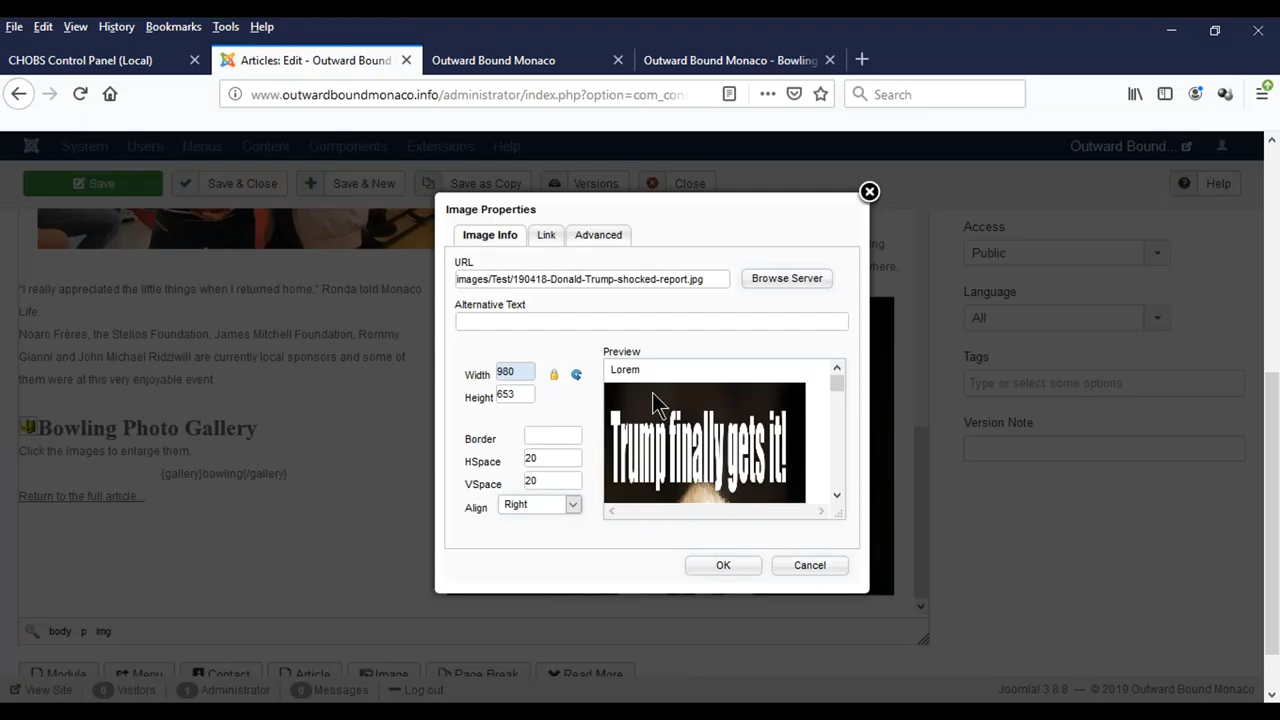 File Edit View History Bookmarks Tools Help
CHOBS Control Panel (Local) Articles: Edit - Outward Bound Outward Bound Monaco Outward Bound Monaco - Bowling
www.outwardboundmonaco.info/administrator/index.php?option=com_con Search
System Users Menus Content Components Extensions Help Outward Bound...
Save Save & Close Save & New Save as Copy Versions Close Help
Image Properties
Image Info Link Advanced
URL
images/Test/190418-Donald-Trump-shocked-report.jpg Browse Server
Alternative Text
Preview
Width 980
Height 653
Border
HSpace 20
VSpace 20
Align Right
Lorem
Trump finally gets it!
OK Cancel
“I really appreciated the little things when I returned home,” Ronda told Monaco
Life.
Noaro Frères, the Stelios Foundation, James Mitchell Foundation, Rommy
Gianni and John Michael Ridziwill are currently local sponsors and some of
them were at this very enjoyable event.
Bowling Photo Gallery
Click the images to enlarge them.
{gallery}bowling{/gallery}
Return to the full article...
where.
Access
Public
Language
All
Tags
Type or select some options
Version Note
body p img
Module Menu Contact Article Image Page Break Read More
View Site 0 Visitors 1 Administrator 0 Messages Log out Joomla! 3.8.8 — © 2019 Outward Bound Monaco